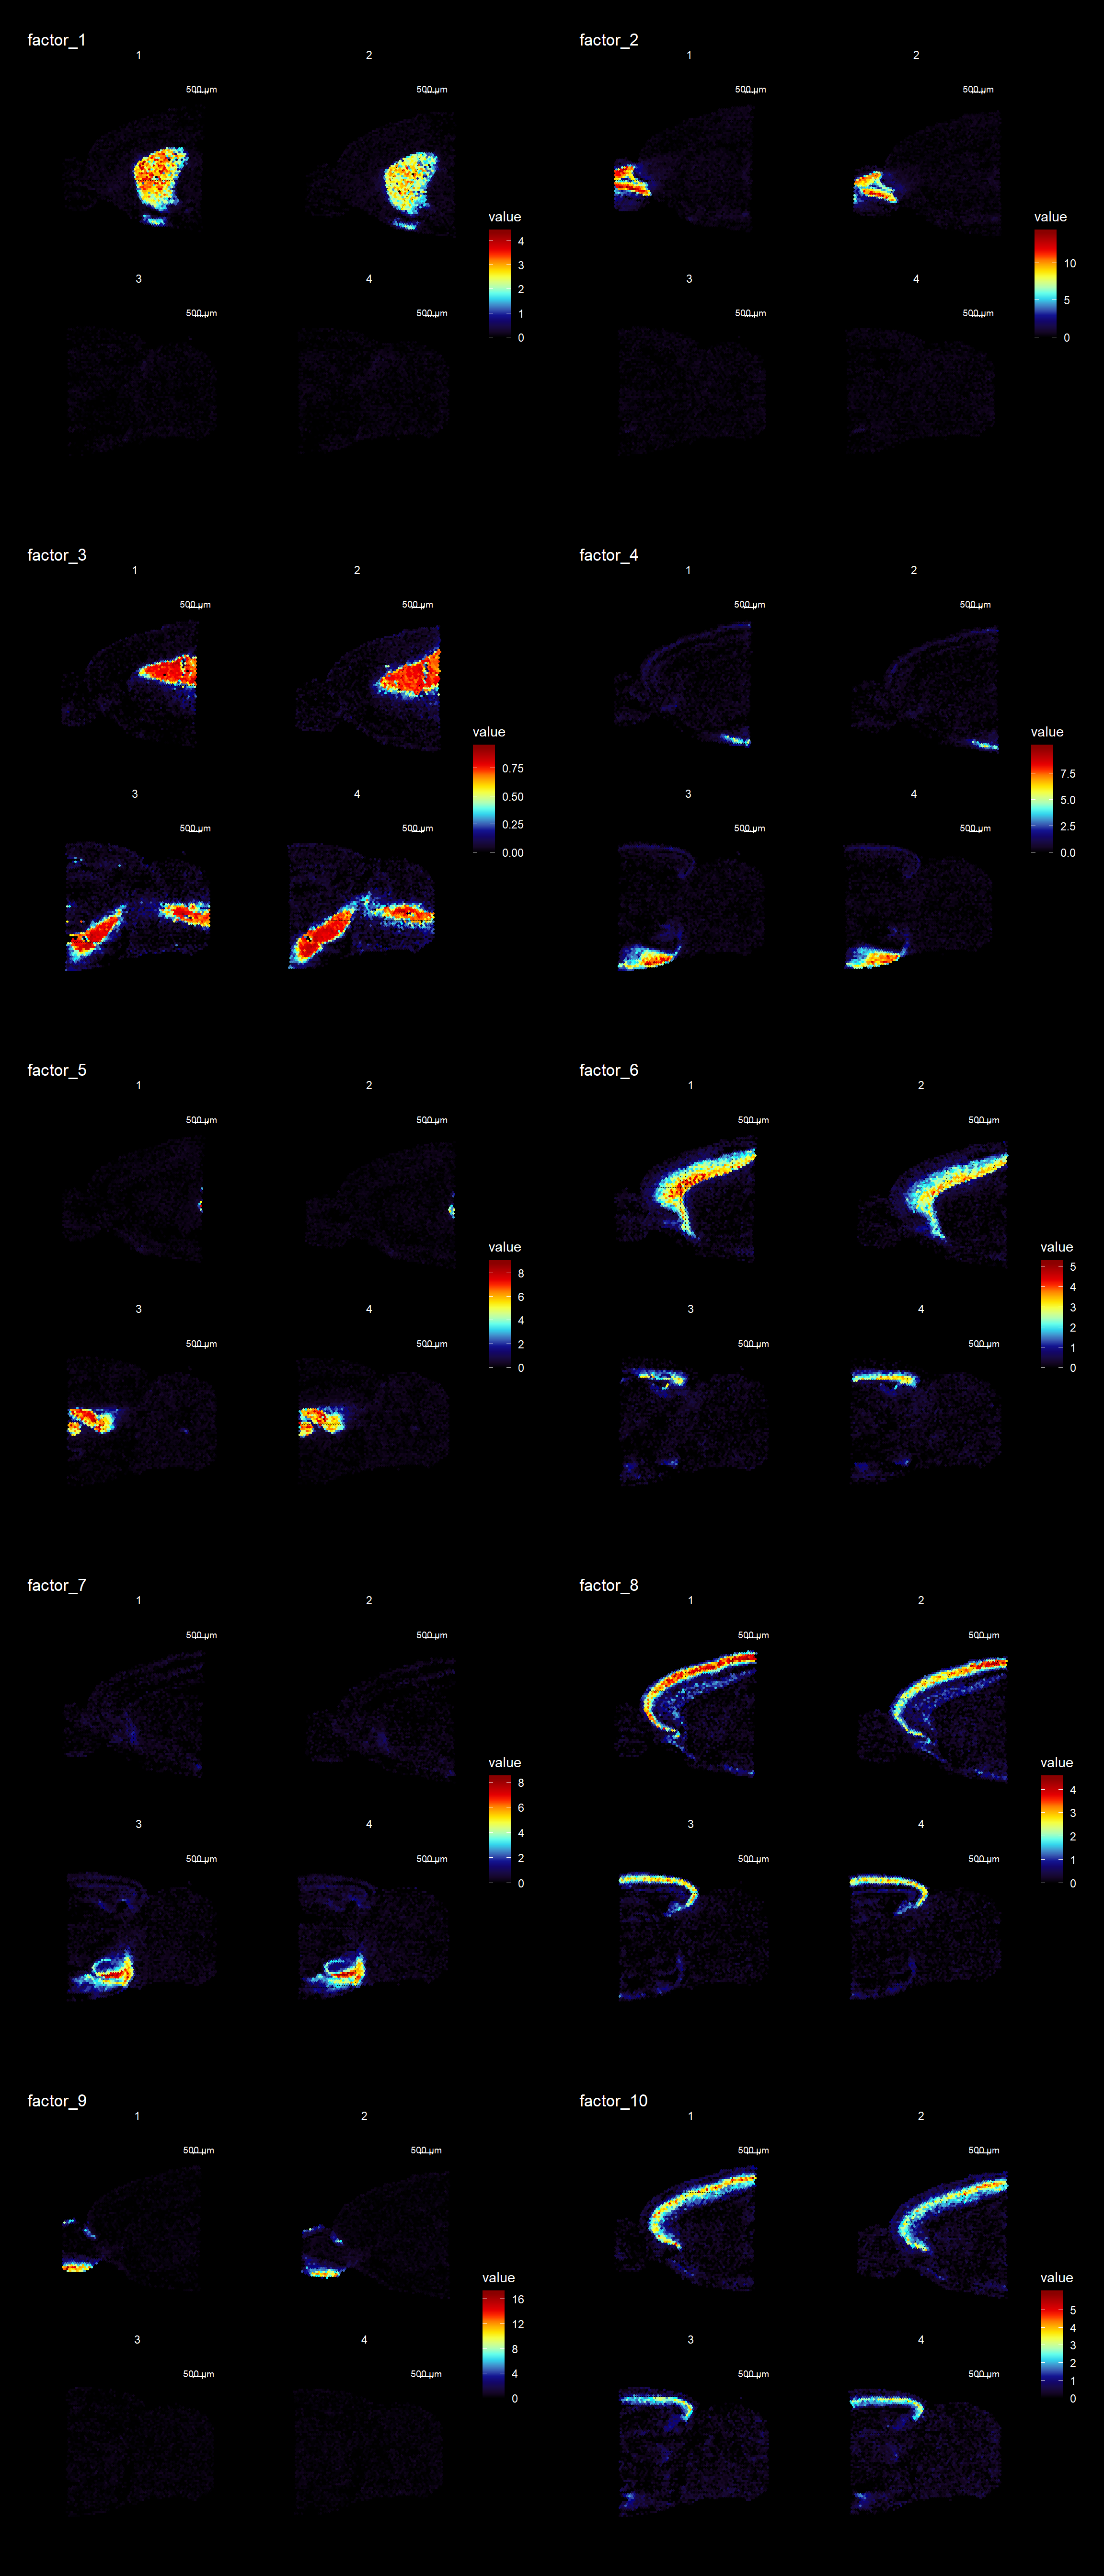 factor_1
1
2
500 µm
500 µm
value
4
3
2
1
0
3
4
500 µm
500 µm
factor_2
1
2
500 µm
500 µm
value
10
5
0
3
4
500 µm
500 µm
factor_3
1
2
500 µm
500 µm
value
0.75
0.50
0.25
0.00
3
4
500 µm
500 µm
factor_4
1
2
500 µm
500 µm
value
7.5
5.0
2.5
0.0
3
4
500 µm
500 µm
factor_5
1
2
500 µm
500 µm
value
8
6
4
2
0
3
4
500 µm
500 µm
factor_6
1
2
500 µm
500 µm
value
5
4
3
2
1
0
3
4
500 µm
500 µm
factor_7
1
2
500 µm
500 µm
value
8
6
4
2
0
3
4
500 µm
500 µm
factor_8
1
2
500 µm
500 µm
value
4
3
2
1
0
3
4
500 µm
500 µm
factor_9
1
2
500 µm
500 µm
value
16
12
8
4
0
3
4
500 µm
500 µm
factor_10
1
2
500 µm
500 µm
value
5
4
3
2
1
0
3
4
500 µm
500 µm